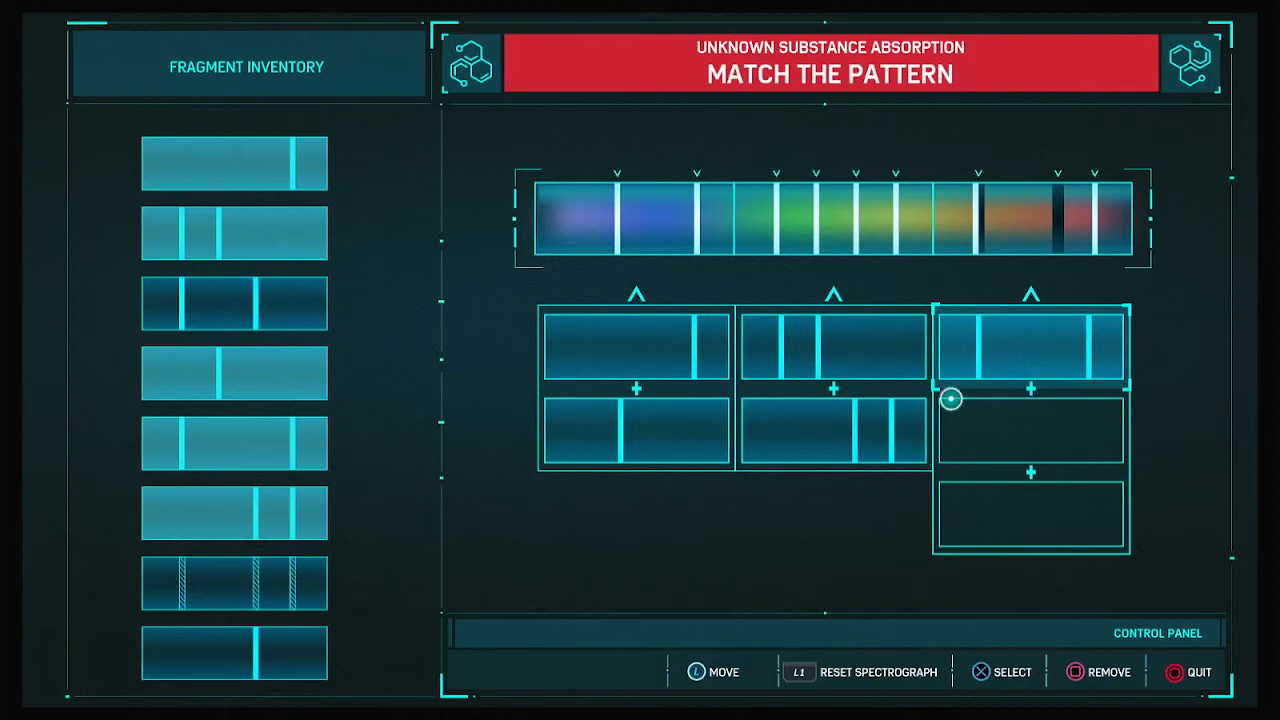 FRAGMENT INVENTORY
UNKNOWN SUBSTANCE ABSORPTION
MATCH THE PATTERN
CONTROL PANEL
L MOVE
L1 RESET SPECTROGRAPH
SELECT
REMOVE
QUIT